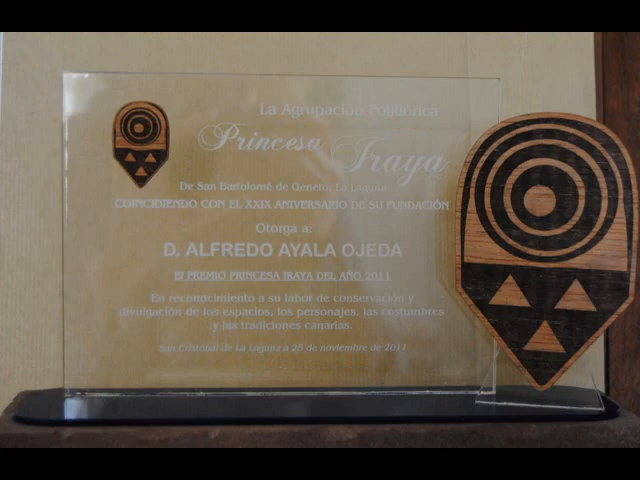 La Agrupación Folklórica
Princesa Iraya
De San Bartolomé de Geneto, La Laguna
COINCIDIENDO CON EL XXIX ANIVERSARIO DE SU FUNDACIÓN
Otorga a:
D. ALFREDO AYALA OJEDA
El PREMIO PRINCESA IRAYA DEL AÑO 2011
En reconocimiento a su labor de conservación y
divulgación de los espacios, los personajes, las costumbres
y las tradiciones canarias.
San Cristóbal de La Laguna a 25 de noviembre de 2011